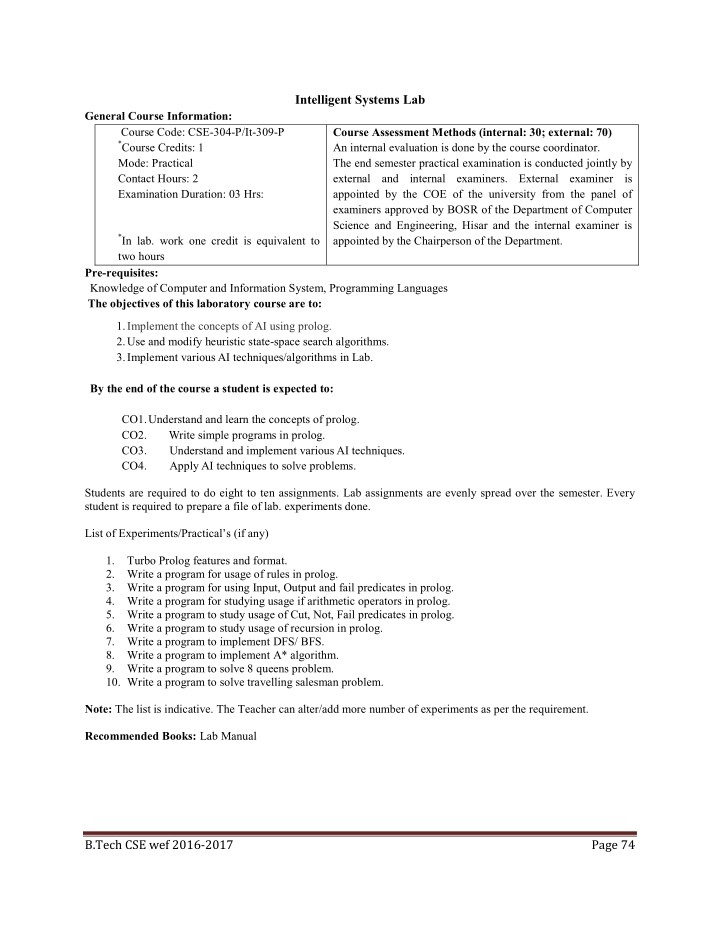 Intelligent Systems Lab
General Course Information:
Course Code: CSE-304-P/It-309-P
*Course Credits: 1
Mode: Practical
Contact Hours: 2
Examination Duration: 03 Hrs:
*In lab. work one credit is equivalent to
two hours
Course Assessment Methods (internal: 30; external: 70)
An internal evaluation is done by the course coordinator.
The end semester practical examination is conducted jointly by
external and internal examiners. External examiner is
appointed by the COE of the university from the panel of
examiners approved by BOSR of the Department of Computer
Science and Engineering, Hisar and the internal examiner is
appointed by the Chairperson of the Department.
Pre-requisites:
Knowledge of Computer and Information System, Programming Languages
The objectives of this laboratory course are to:
1. Implement the concepts of AI using prolog.
2. Use and modify heuristic state-space search algorithms.
3. Implement various AI techniques/algorithms in Lab.
By the end of the course a student is expected to:
CO1. Understand and learn the concepts of prolog.
CO2. Write simple programs in prolog.
CO3. Understand and implement various AI techniques.
CO4. Apply AI techniques to solve problems.
Students are required to do eight to ten assignments. Lab assignments are evenly spread over the semester. Every
student is required to prepare a file of lab. experiments done.
List of Experiments/Practical's (if any)
1. Turbo Prolog features and format.
2. Write a program for usage of rules in prolog.
3. Write a program for using Input, Output and fail predicates in prolog.
4. Write a program for studying usage if arithmetic operators in prolog.
5. Write a program to study usage of Cut, Not, Fail predicates in prolog.
6. Write a program to study usage of recursion in prolog.
7. Write a program to implement DFS/ BFS.
8. Write a program to implement A* algorithm.
9. Write a program to solve 8 queens problem.
10. Write a program to solve travelling salesman problem.
Note: The list is indicative. The Teacher can alter/add more number of experiments as per the requirement.
Recommended Books: Lab Manual
B.Tech CSE wef 2016-2017 Page 74